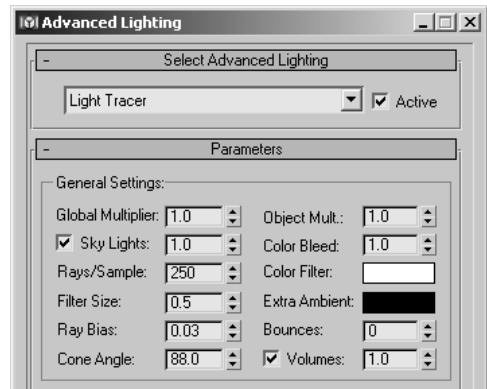 Advanced Lighting
- Select Advanced Lighting
Light Tracer Active
- Parameters
General Settings:
Global Multiplier: 1.0 Object Mult.: 1.0
Sky Lights: 1.0 Color Bleed: 1.0
Rays/Sample: 250 Color Filter:
Filter Size: 0.5 Extra Ambient:
Ray Bias: 0.03 Bounces: 0
Cone Angle: 88.0 Volumes: 1.0